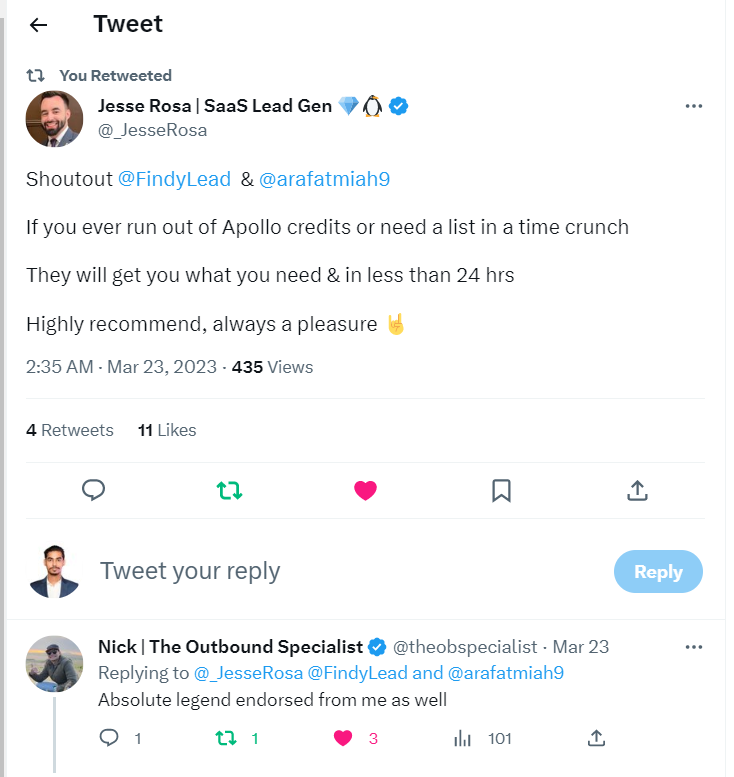 Tweet
You Retweeted
Jesse Rosa | SaaS Lead Gen 💎🐧
@_JesseRosa
Shoutout @FindyLead & @arafatmiah9
If you ever run out of Apollo credits or need a list in a time crunch
They will get you what you need & in less than 24 hrs
Highly recommend, always a pleasure 🤘
2:35 AM · Mar 23, 2023 · 435 Views
4 Retweets 11 Likes
Tweet your reply
Reply
Nick | The Outbound Specialist @theobspecialist · Mar 23
Replying to @_JesseRosa @FindyLead and @arafatmiah9
Absolute legend endorsed from me as well
1 1 3 101